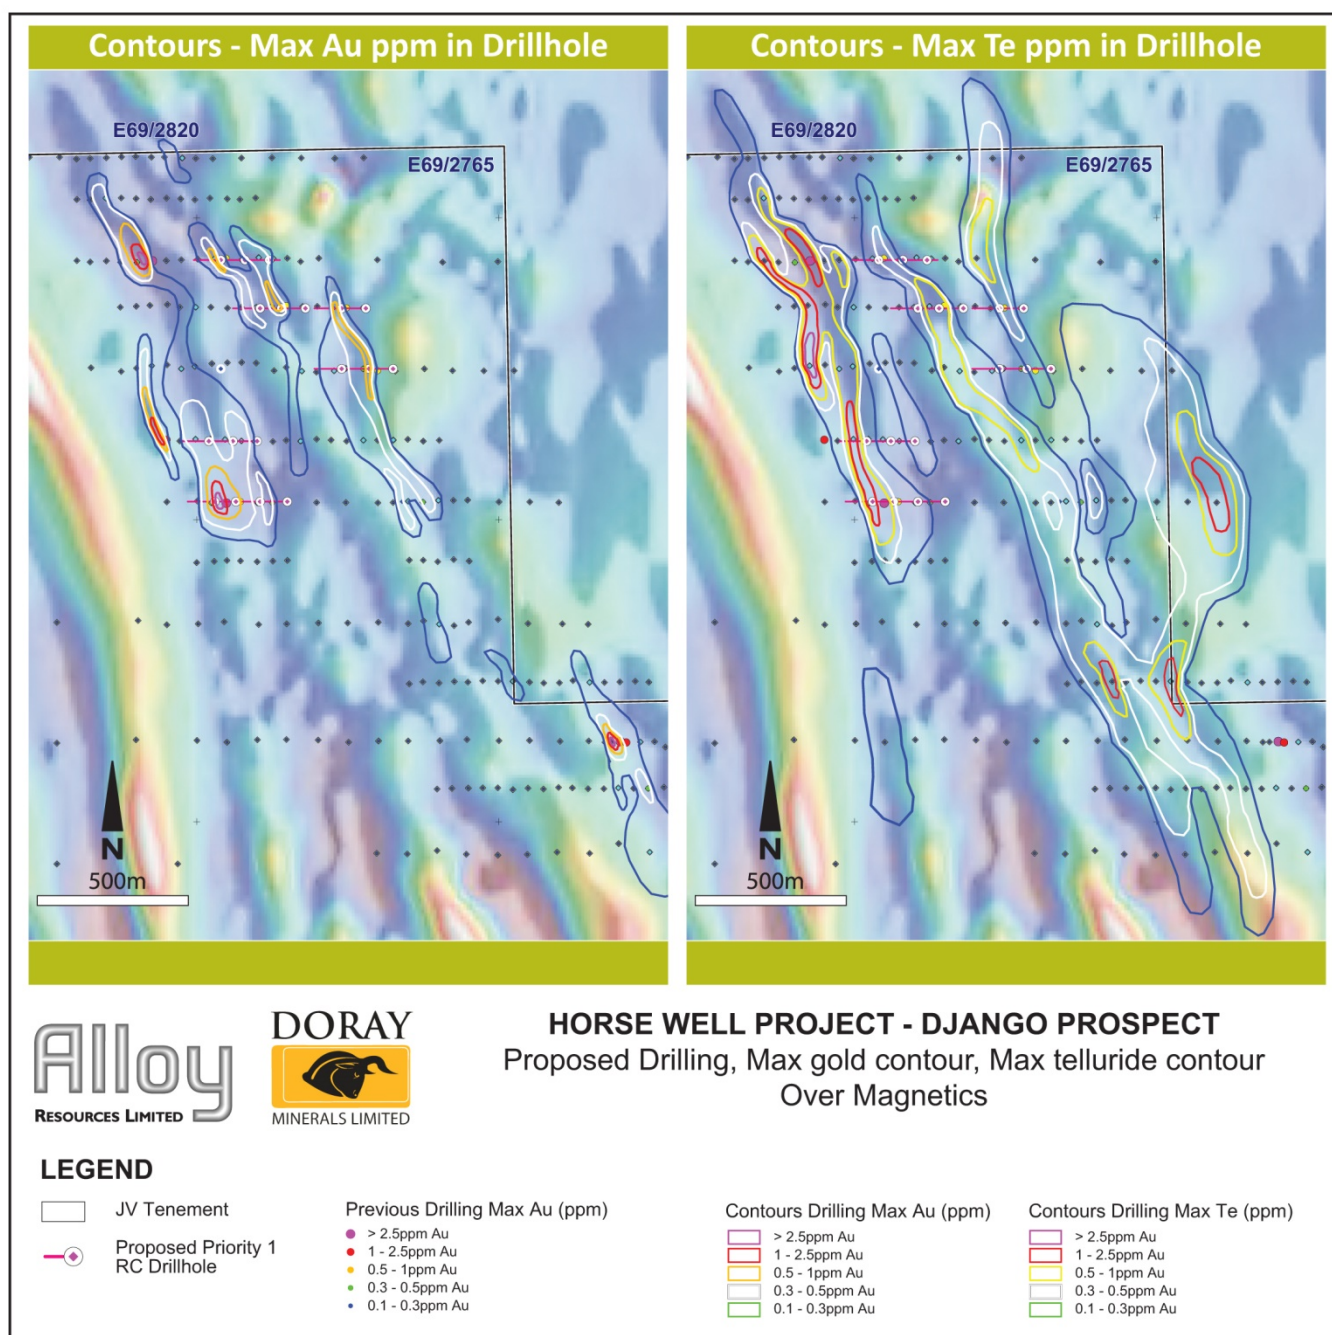 Contours - Max Au ppm in Drillhole
Contours - Max Te ppm in Drillhole
E69/2820
E69/2765
E69/2820
E69/2765
N
500m
N
500m
Alloy
RESOURCES LIMITED
DORAY
MINERALS LIMITED
HORSE WELL PROJECT - DJANGO PROSPECT
Proposed Drilling, Max gold contour, Max telluride contour
Over Magnetics
LEGEND
JV Tenement
Proposed Priority 1
RC Drillhole
Previous Drilling Max Au (ppm)
> 2.5ppm Au
1 - 2.5ppm Au
0.5 - 1ppm Au
0.3 - 0.5ppm Au
0.1 - 0.3ppm Au
Contours Drilling Max Au (ppm)
> 2.5ppm Au
1 - 2.5ppm Au
0.5 - 1ppm Au
0.3 - 0.5ppm Au
0.1 - 0.3ppm Au
Contours Drilling Max Te (ppm)
> 2.5ppm Au
1 - 2.5ppm Au
0.5 - 1ppm Au
0.3 - 0.5ppm Au
0.1 - 0.3ppm Au